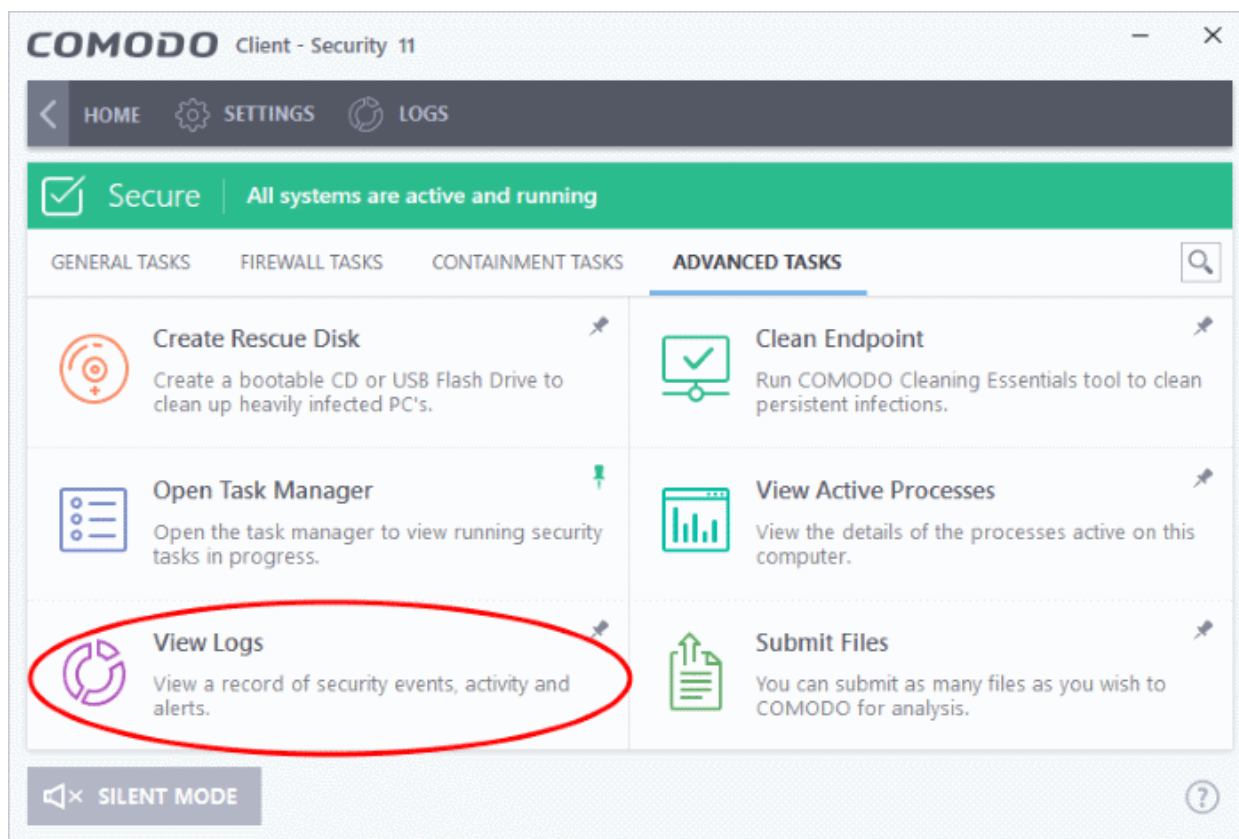 COMODO Client - Security 11
HOME SETTINGS LOGS
Secure All systems are active and running
GENERAL TASKS FIREWALL TASKS CONTAINMENT TASKS ADVANCED TASKS
Create Rescue Disk
Create a bootable CD or USB Flash Drive to
clean up heavily infected PC's.
Clean Endpoint
Run COMODO Cleaning Essentials tool to clean
persistent infections.
Open Task Manager
Open the task manager to view running security
tasks in progress.
View Active Processes
View the details of the processes active on this
computer.
View Logs
View a record of security events, activity and
alerts.
Submit Files
You can submit as many files as you wish to
COMODO for analysis.
SILENT MODE
?